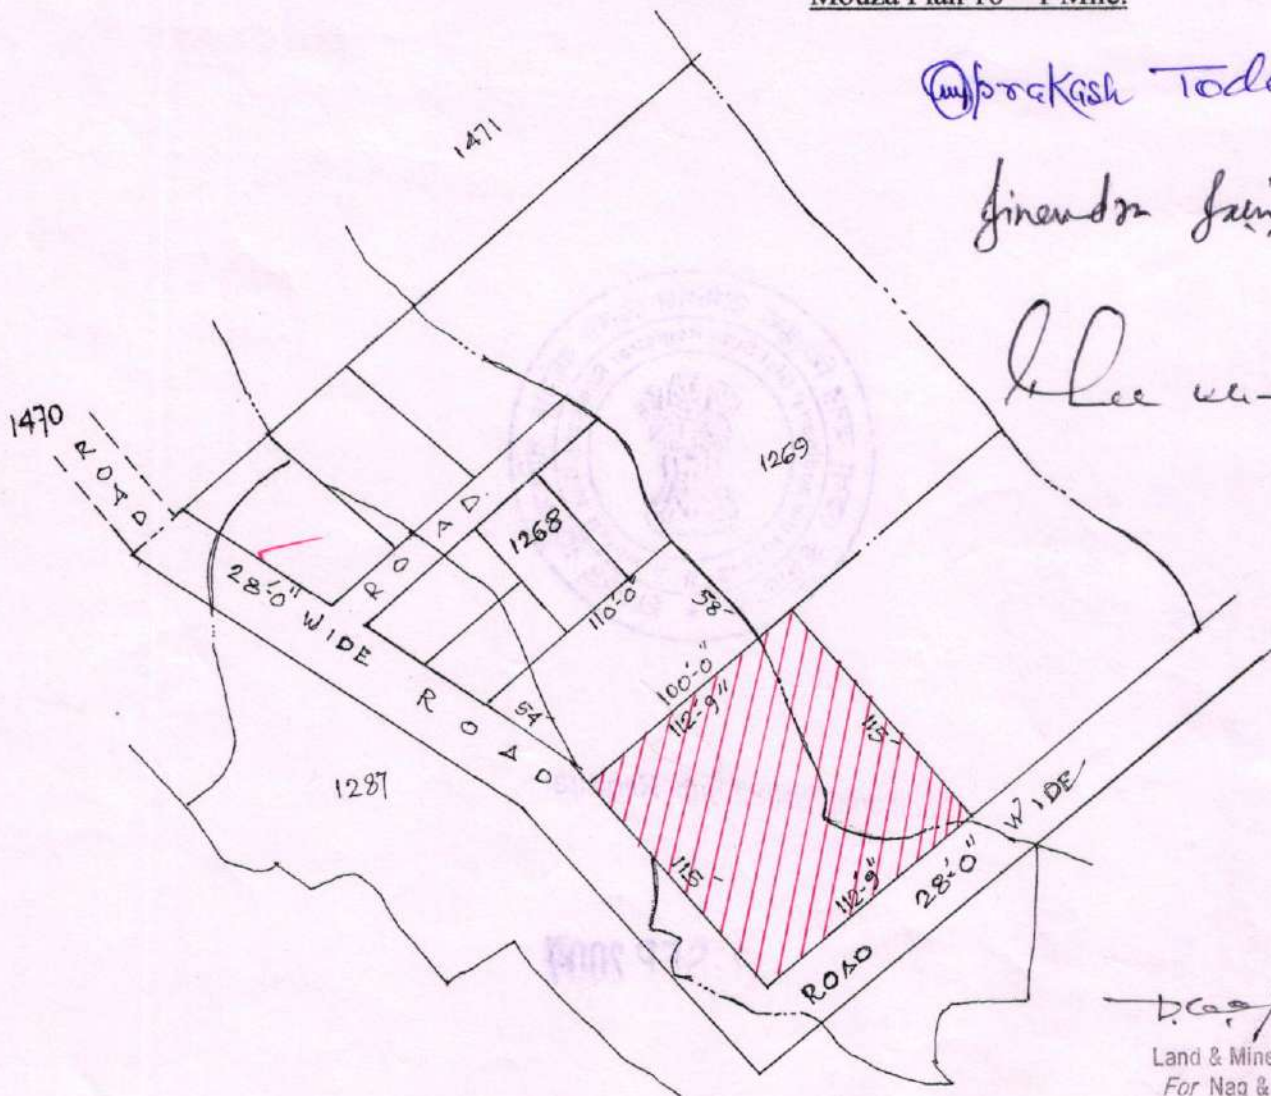 Mouza Plan 16" = 1 Mile.
prakash Tod
Jinendra Jain
1471
1470
ROAD
1269
1268
ROAD
28'-0" WIDE ROAD
110'-0"
58'
54'
100'-0"
112'-9"
115'
115'
112'-9"
28'-0" WIDE
ROAD
1287
SEP 2004
Land & Mine
For Nag &